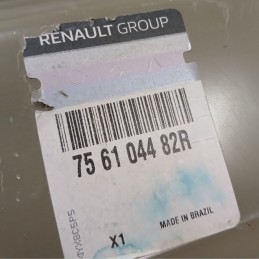 RENAULT GROUP
75 61 044 82R
MADE IN BRAZIL
X1